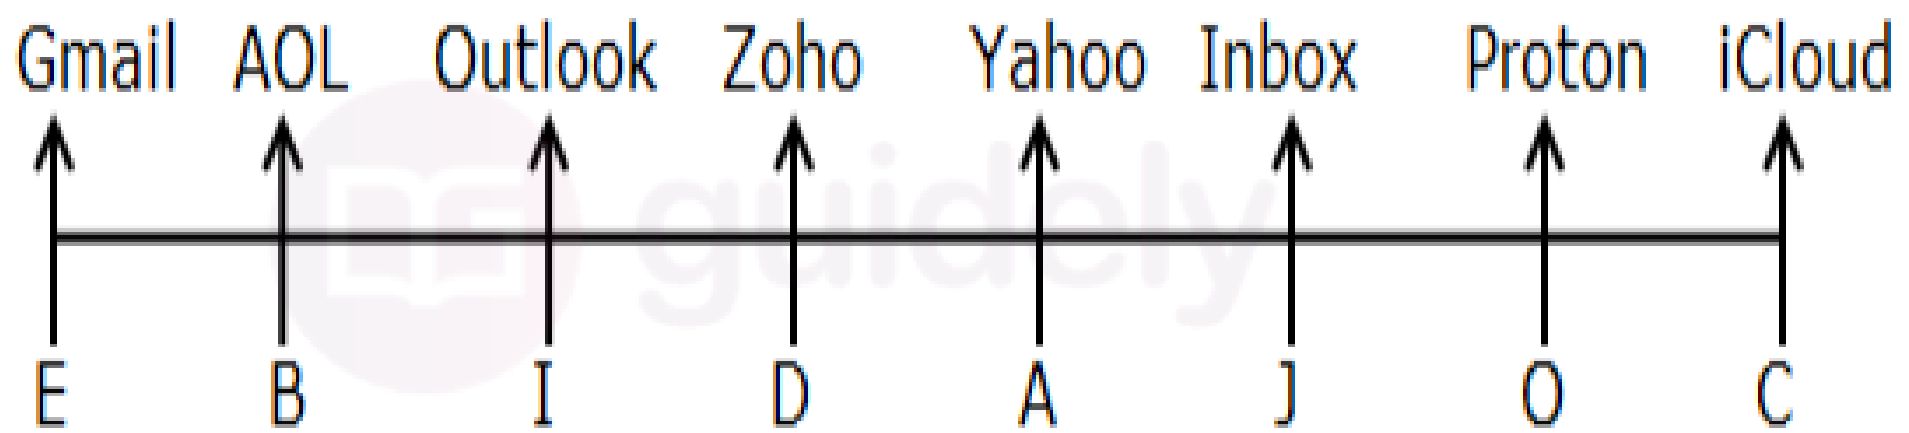 Gmail AOL Outlook Zoho Yahoo Inbox Proton iCloud
guidely
E B I D A J O C